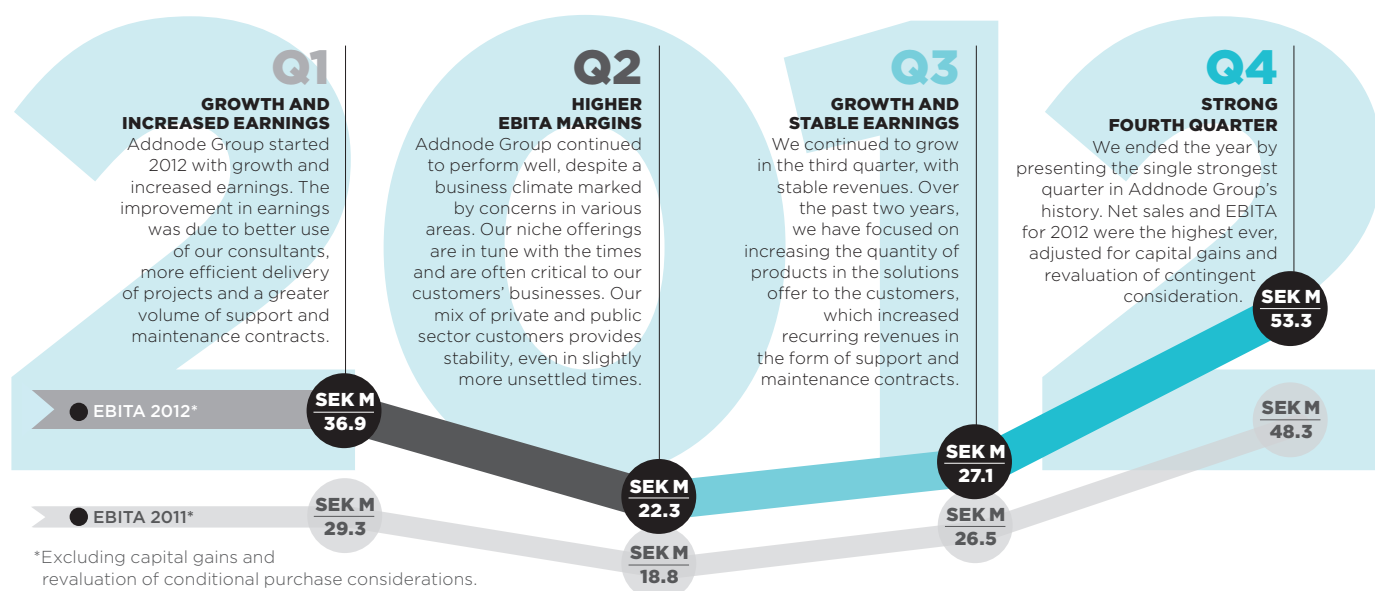 2012
Q1
GROWTH AND
INCREASED EARNINGS
Addnode Group started
2012 with growth and
increased earnings. The
improvement in earnings
was due to better use
of our consultants,
more efficient delivery
of projects and a greater
volume of support and
maintenance contracts.
Q2
HIGHER
EBITA MARGINS
Addnode Group continued
to perform well, despite a
business climate marked
by concerns in various
areas. Our niche offerings
are in tune with the times
and are often critical to our
customers’ businesses. Our
mix of private and public
sector customers provides
stability, even in slightly
more unsettled times.
Q3
GROWTH AND
STABLE EARNINGS
We continued to grow
in the third quarter, with
stable revenues. Over
the past two years,
we have focused on
increasing the quantity of
products in the solutions
offer to the customers,
which increased
recurring revenues in
the form of support and
maintenance contracts.
Q4
STRONG
FOURTH QUARTER
We ended the year by
presenting the single strongest
quarter in Addnode Group’s
history. Net sales and EBITA
for 2012 were the highest ever,
adjusted for capital gains and
revaluation of contingent
consideration.
EBITA 2012*
SEK M
36.9
SEK M
22.3
SEK M
27.1
SEK M
53.3
EBITA 2011*
SEK M
29.3
SEK M
18.8
SEK M
26.5
SEK M
48.3
*Excluding capital gains and
revaluation of conditional purchase considerations.